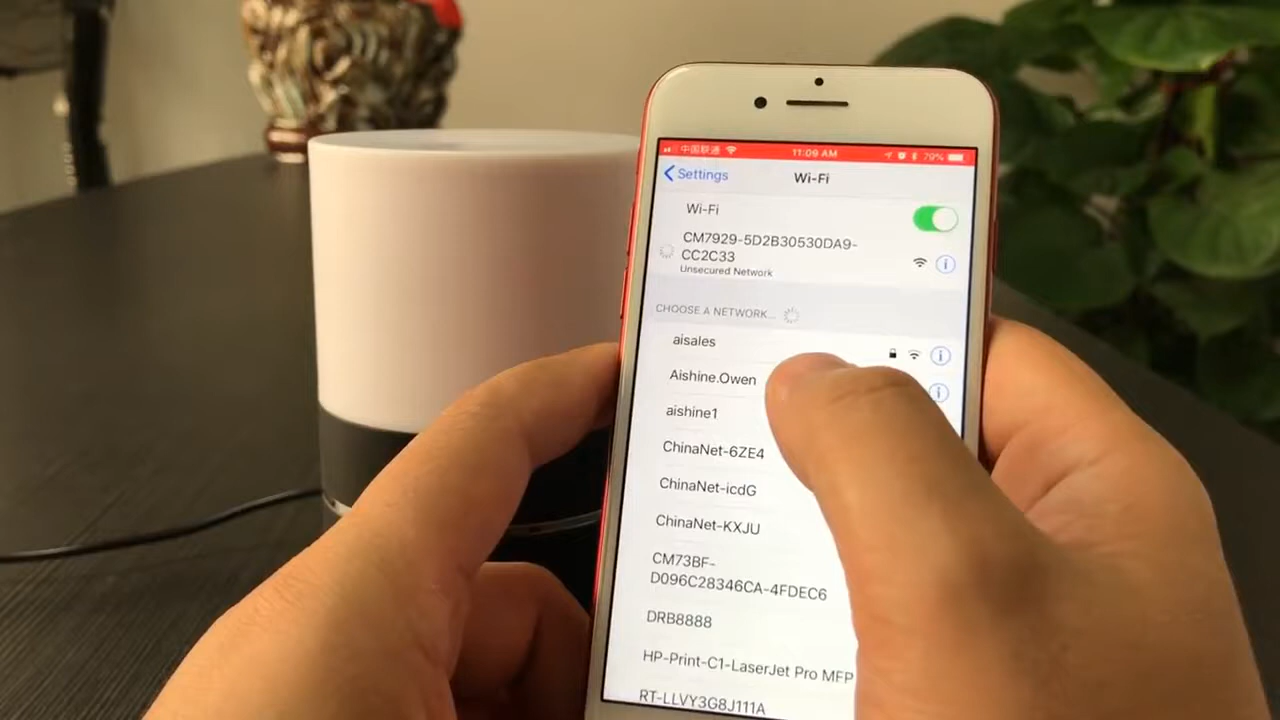 中国联通 11:09 AM 79%
Settings Wi-Fi
Wi-Fi
CM7929-5D2B30530DA9-
CC2C33
Unsecured Network
CHOOSE A NETWORK...
aisales
Aishine.Owen
aishine1
ChinaNet-6ZE4
ChinaNet-icdG
ChinaNet-KXJU
CM73BF-
D096C28346CA-4FDEC6
DRB8888
HP-Print-C1-LaserJet Pro MFP
RT-LLVY3G8J111A